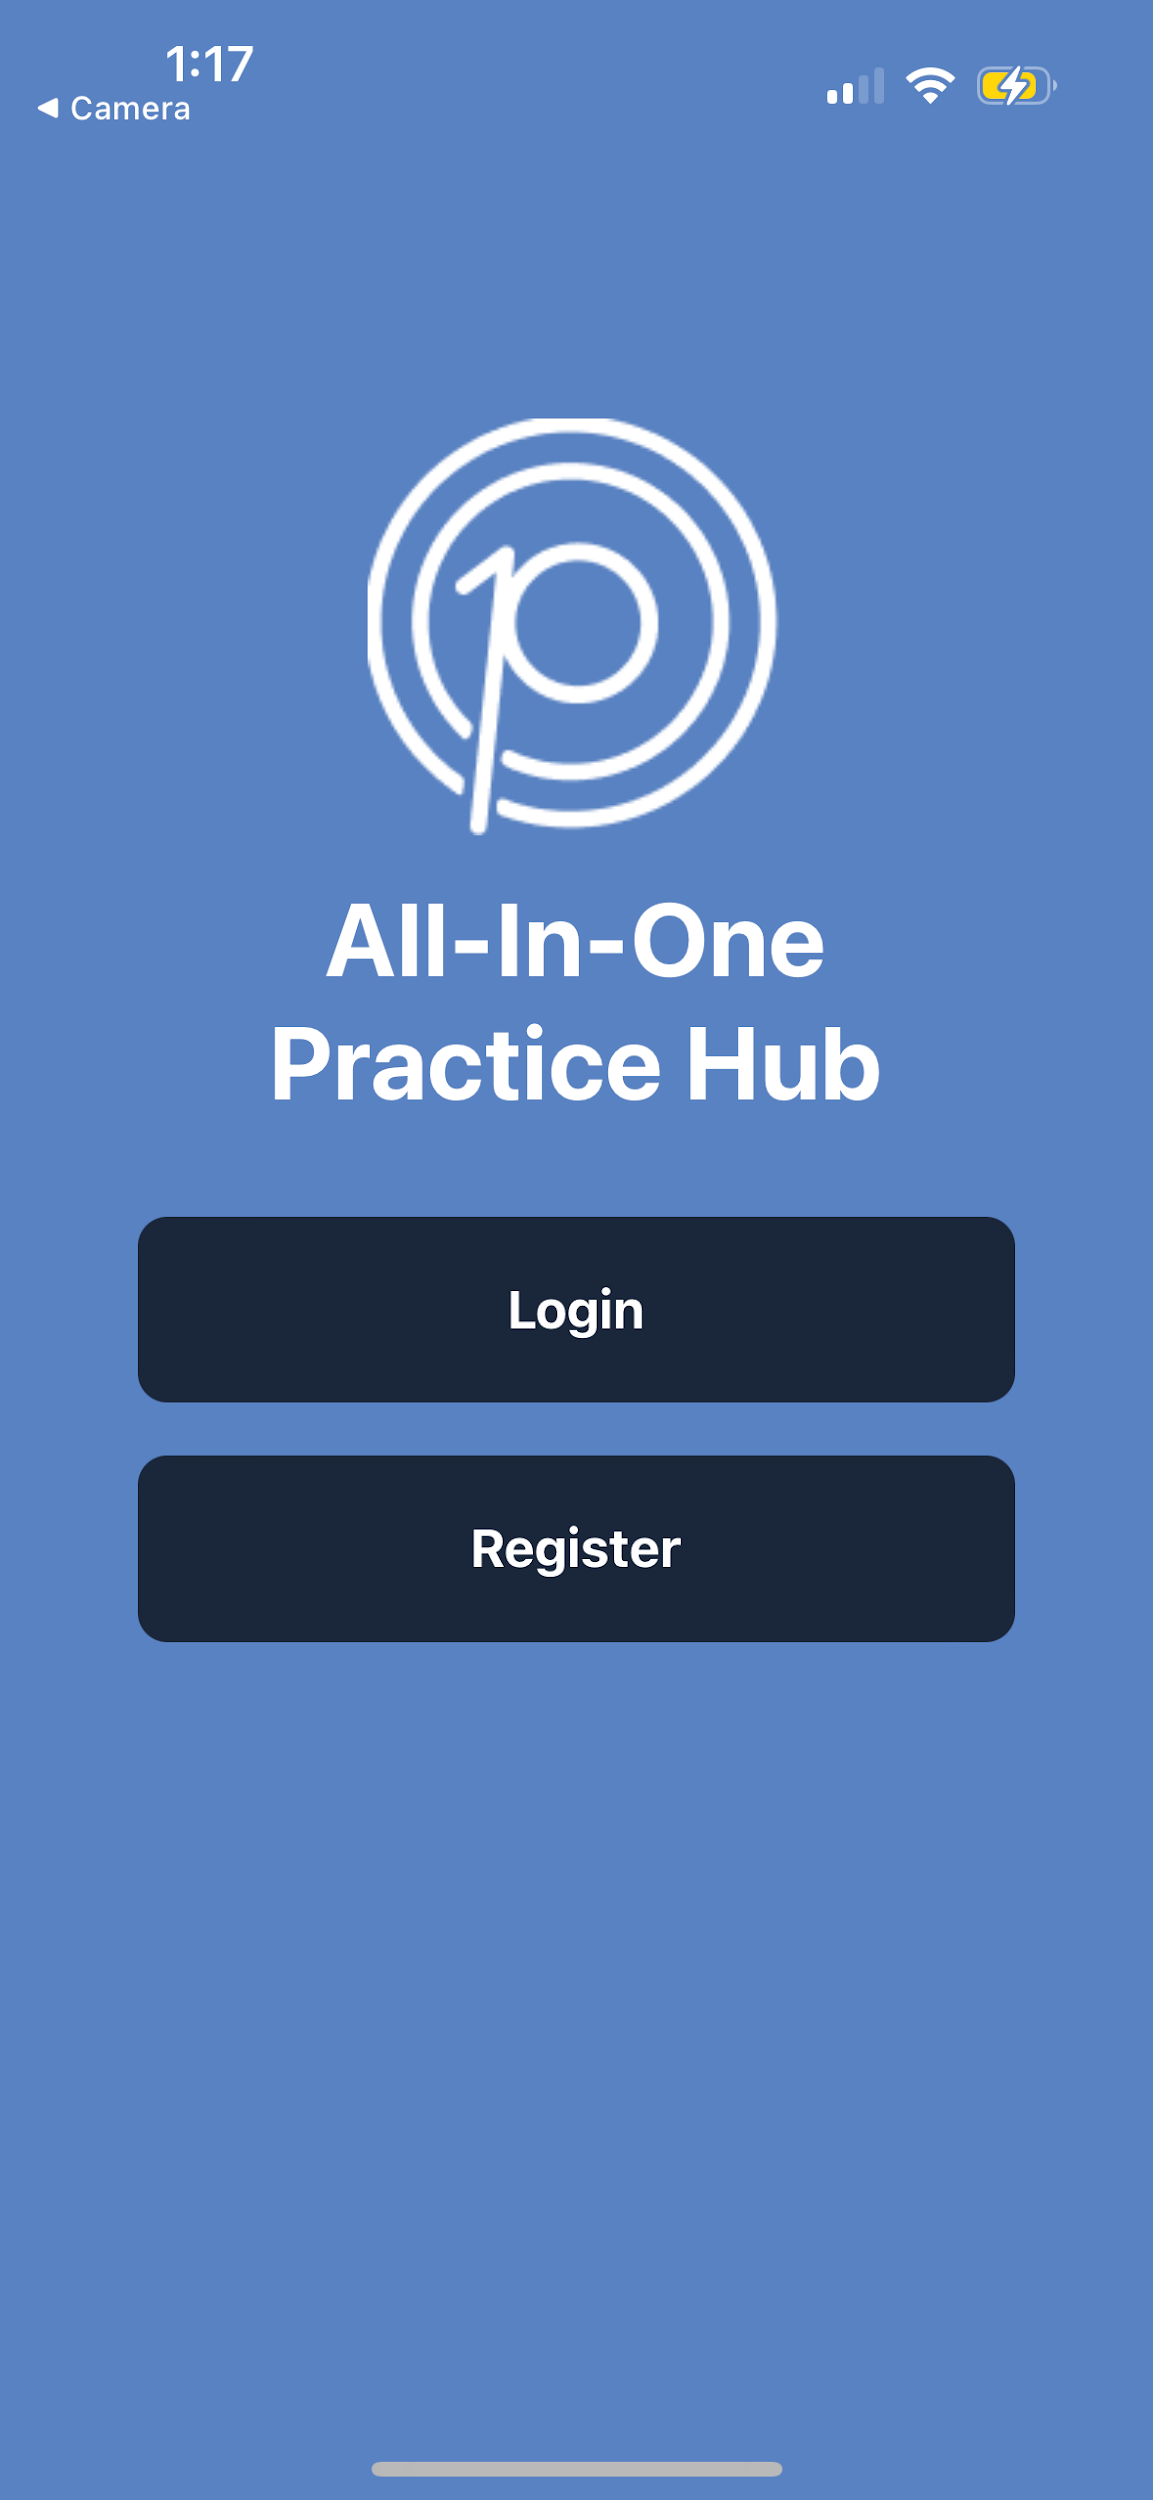 1:17
◀ Camera
All-In-One
Practice Hub
Login
Register